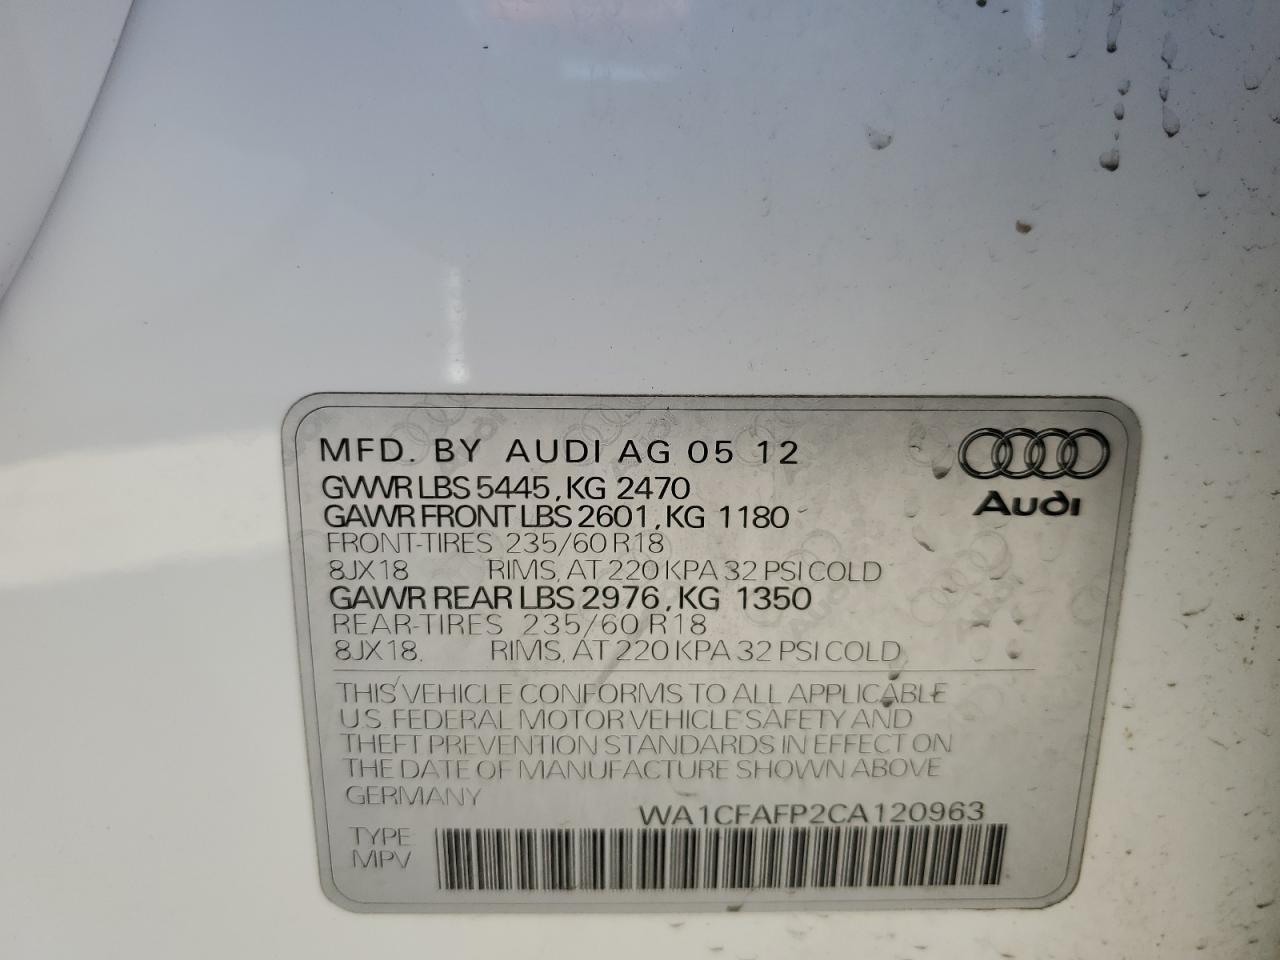 MFD. BY AUDI AG 05 12
GVWR LBS 5445, KG 2470
GAWR FRONT LBS 2601, KG 1180
FRONT-TIRES 235/60 R18
8JX18 RIMS, AT 220 KPA 32 PSI COLD
GAWR REAR LBS 2976, KG 1350
REAR-TIRES 235/60 R18
8JX18. RIMS, AT 220 KPA 32 PSI COLD
Audi
THIS VEHICLE CONFORMS TO ALL APPLICABLE
U.S. FEDERAL MOTOR VEHICLE SAFETY AND
THEFT PREVENTION STANDARDS IN EFFECT ON
THE DATE OF MANUFACTURE SHOWN ABOVE
GERMANY
WA1CFAFP2CA120963
TYPE
MPV